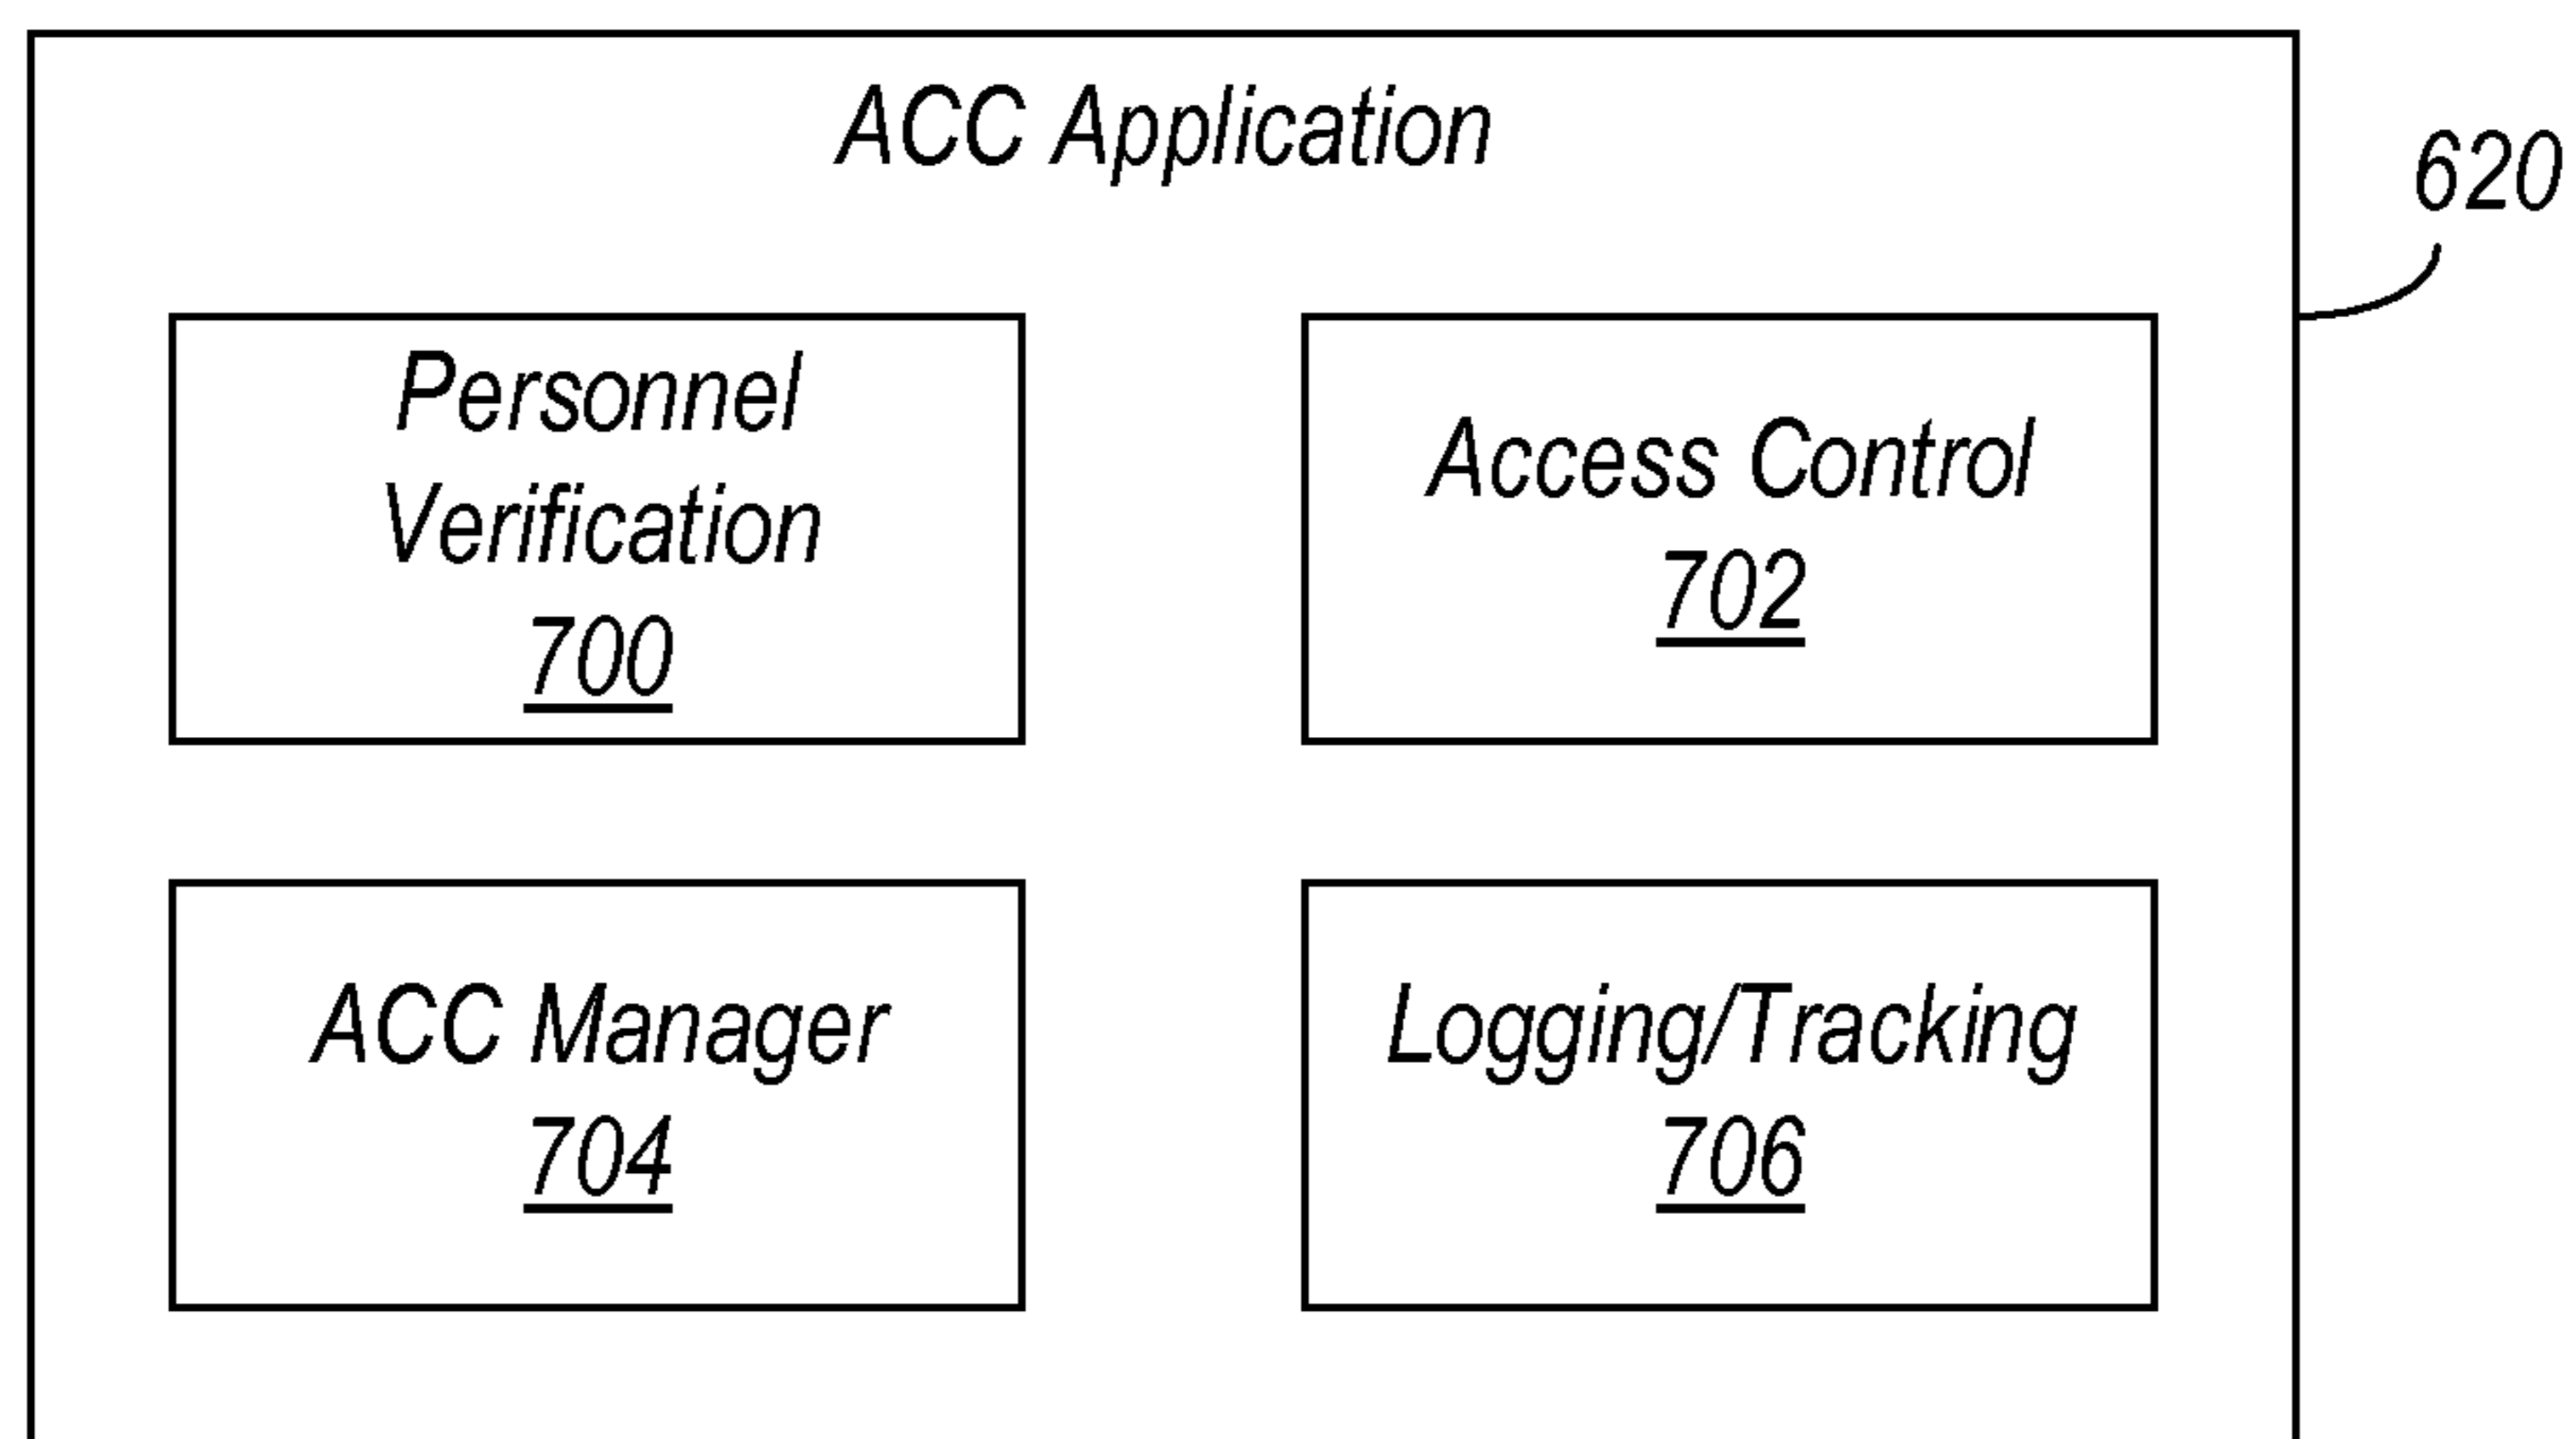 ACC Application
620
Personnel
Verification
700
Access Control
702
ACC Manager
704
Logging/Tracking
706